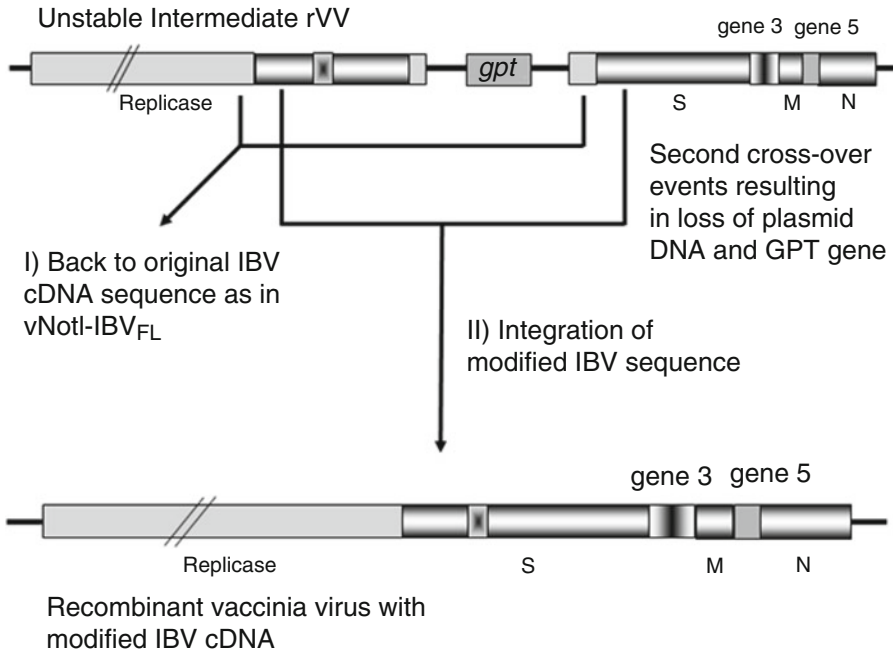 Unstable Intermediate rVV
gene 3 gene 5
gpt
Replicase
S
M
N
Second cross-over
events resulting
in loss of plasmid
DNA and GPT gene
I) Back to original IBV
cDNA sequence as in
vNotI-IBVFL
II) Integration of
modified IBV sequence
gene 3 gene 5
Replicase
S
M
N
Recombinant vaccinia virus with
modified IBV cDNA